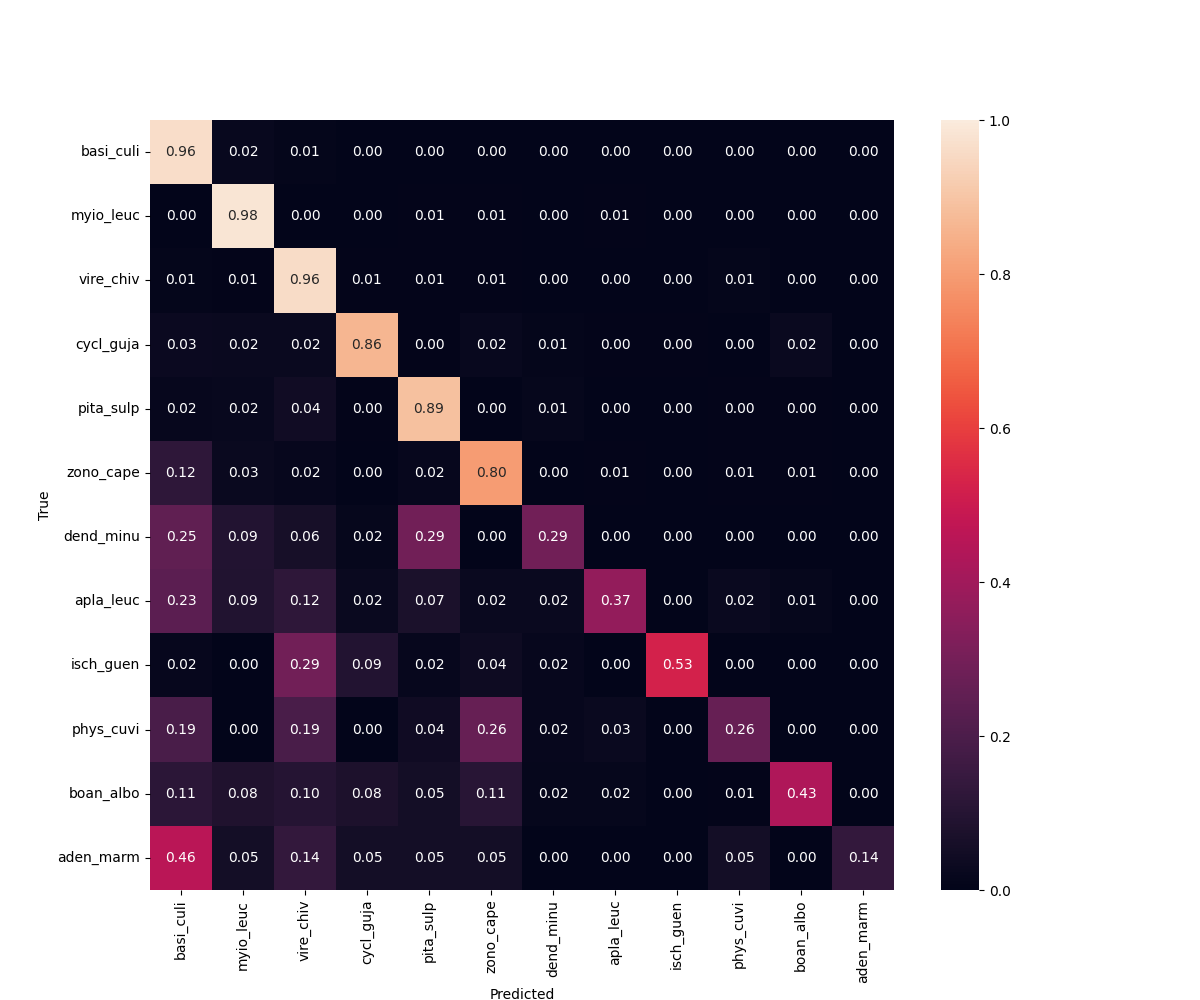 basi_culi 0.96 0.02 0.01 0.00 0.00 0.00 0.00 0.00 0.00 0.00 0.00 0.00 1.0
myio_leuc 0.00 0.98 0.00 0.00 0.01 0.01 0.00 0.01 0.00 0.00 0.00 0.00
vire_chiv 0.01 0.01 0.96 0.01 0.01 0.01 0.00 0.00 0.00 0.01 0.00 0.00 0.8
cycl_guja 0.03 0.02 0.02 0.86 0.00 0.02 0.01 0.00 0.00 0.00 0.02 0.00
pita_sulp 0.02 0.02 0.04 0.00 0.89 0.00 0.01 0.00 0.00 0.00 0.00 0.00 0.6
zono_cape 0.12 0.03 0.02 0.00 0.02 0.80 0.00 0.01 0.00 0.01 0.01 0.00
True
dend_minu 0.25 0.09 0.06 0.02 0.29 0.00 0.29 0.00 0.00 0.00 0.00 0.00
apla_leuc 0.23 0.09 0.12 0.02 0.07 0.02 0.02 0.37 0.00 0.02 0.01 0.00 0.4
isch_guen 0.02 0.00 0.29 0.09 0.02 0.04 0.02 0.00 0.53 0.00 0.00 0.00
phys_cuvi 0.19 0.00 0.19 0.00 0.04 0.26 0.02 0.03 0.00 0.26 0.00 0.00 0.2
boan_albo 0.11 0.08 0.10 0.08 0.05 0.11 0.02 0.02 0.00 0.01 0.43 0.00
aden_marm 0.46 0.05 0.14 0.05 0.05 0.05 0.00 0.00 0.00 0.05 0.00 0.14 0.0
basi_culi myio_leuc vire_chiv cycl_guja pita_sulp zono_cape dend_minu apla_leuc isch_guen phys_cuvi boan_albo aden_marm
Predicted